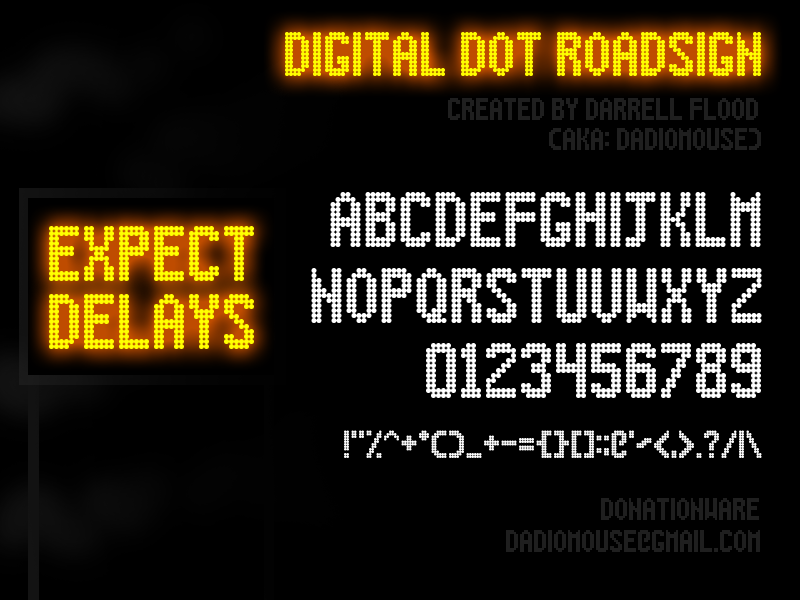 DIGITAL DOT ROADSIGN
CREATED BY DARRELL FLOOD
(AKA: DADIOMOUSE)
EXPECT
DELAYS
ABCDEFGHIJKLM
NOPQRSTUVWXYZ
0123456789
!"%^+*()_+-={}[]:;@'~<>.?/|\
DONATIONWARE
DADIOMOUSE@GMAIL.COM